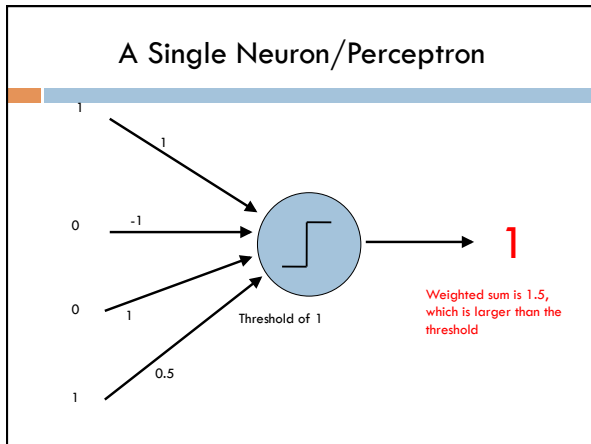 A Single Neuron/Perceptron
1
1
0
-1
1
0
1
Threshold of 1
Weighted sum is 1.5,
which is larger than the
threshold
0.5
1